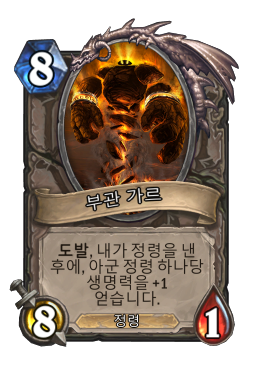 8
부관 가르
도발, 내가 정령을 낸
후에, 아군 정령 하나당
생명력을 +1
얻습니다.
8
정령
1